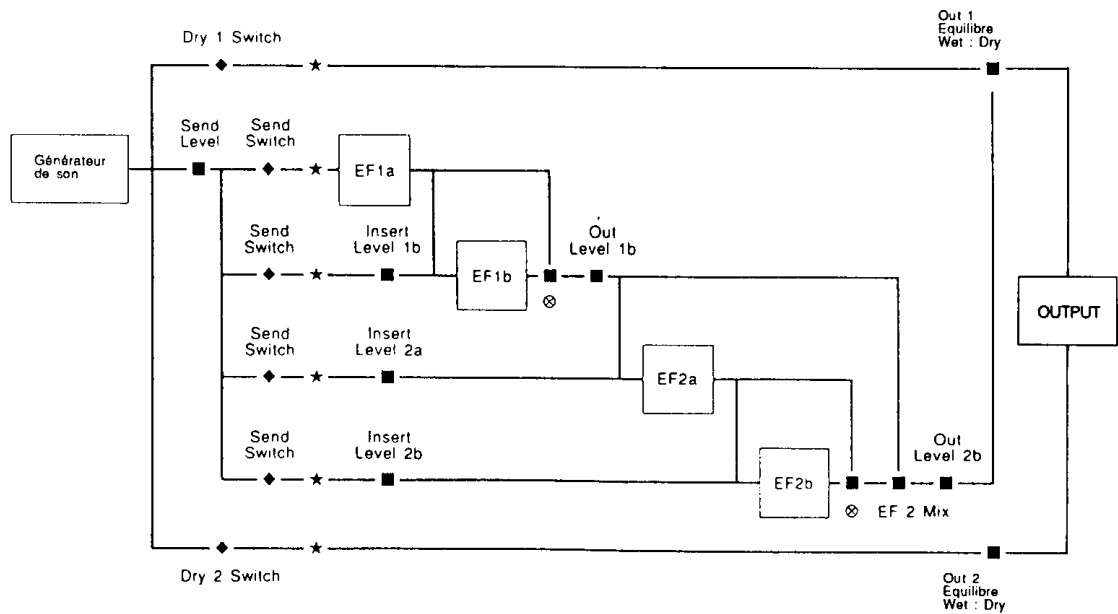 Out 1
Equilibre
Wet : Dry
Dry 1 Switch
Send
Level
Send
Switch
Générateur
de son
EF1a
Send
Switch
Insert
Level 1b
Out
Level 1b
EF1b
OUTPUT
Send
Switch
Insert
Level 2a
EF2a
Send
Switch
Insert
Level 2b
Out
Level 2b
EF2b
EF 2 Mix
Dry 2 Switch
Out 2
Equilibre
Wet : Dry